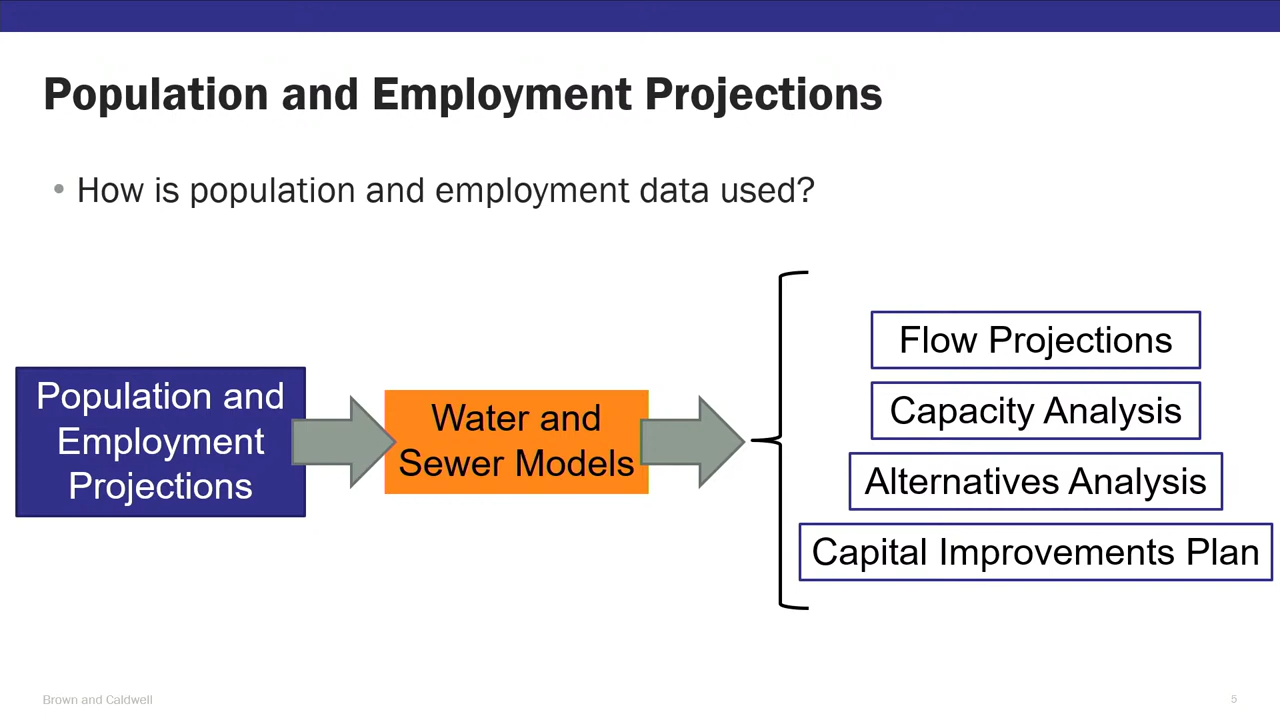 Population and Employment Projections
• How is population and employment data used?
Population and
Employment
Projections
Water and
Sewer Models
Flow Projections
Capacity Analysis
Alternatives Analysis
Capital Improvements Plan
Brown and Caldwell
5